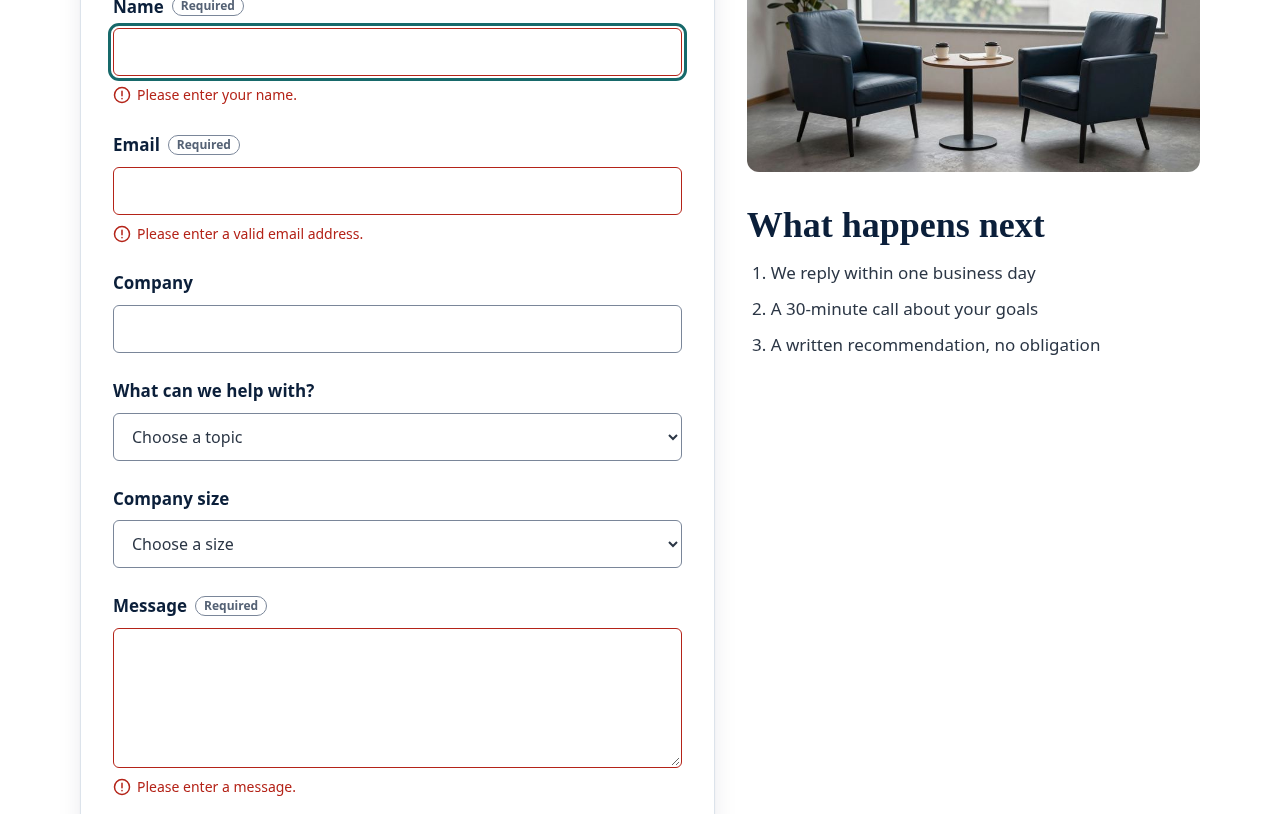 Name Required
Please enter your name.
Email Required
Please enter a valid email address.
Company
What can we help with?
Choose a topic
Company size
Choose a size
Message Required
Please enter a message.
What happens next
1. We reply within one business day
2. A 30-minute call about your goals
3. A written recommendation, no obligation